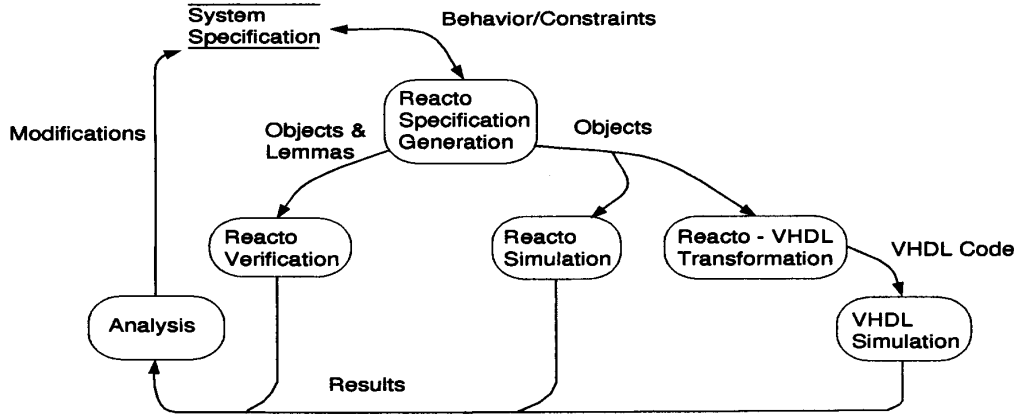 System
Specification
Behavior/Constraints
Reacto
Specification
Generation
Modifications
Objects &
Lemmas
Objects
Reacto
Verification
Reacto
Simulation
Reacto - VHDL
Transformation
VHDL Code
Analysis
VHDL
Simulation
Results